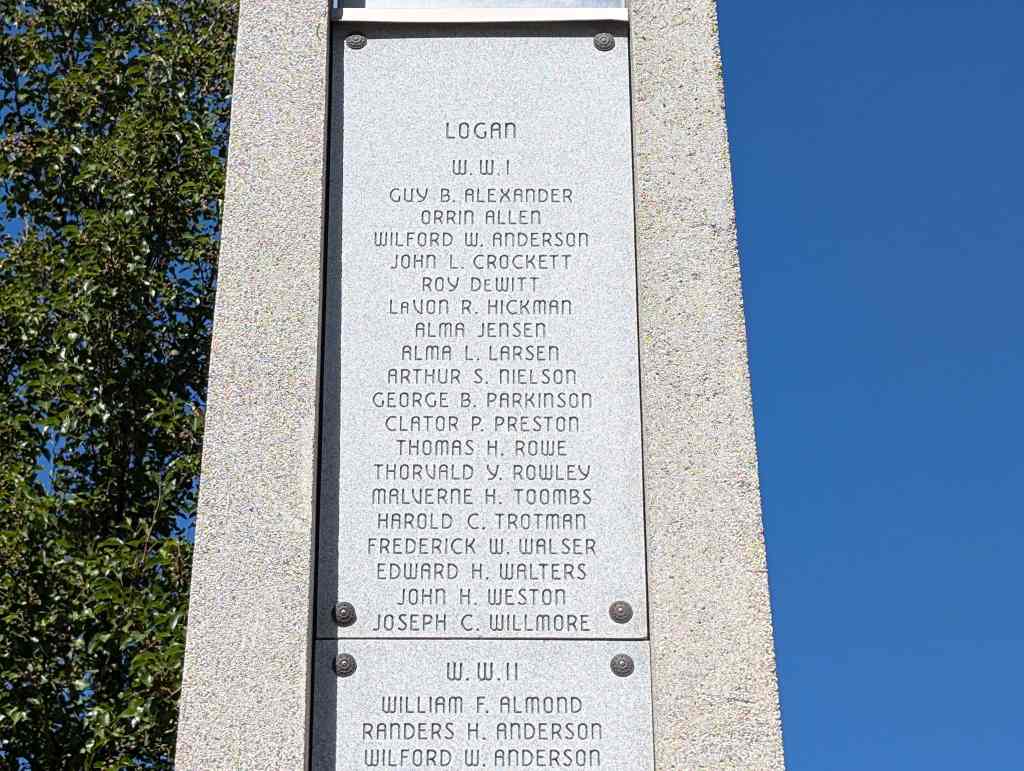 LOGAN
W. W. I
GUY B. ALEXANDER
ORRIN ALLEN
WILFORD W. ANDERSON
JOHN L. CROCKETT
ROY DeWITT
LaVON R. HICKMAN
ALMA JENSEN
ALMA L. LARSEN
ARTHUR S. NIELSON
GEORGE B. PARKINSON
CLATOR P. PRESTON
THOMAS H. ROWE
THORVALD Y. ROWLEY
MALVERNE H. TOOMBS
HAROLD C. TROTMAN
FREDERICK W. WALSER
EDWARD H. WALTERS
JOHN H. WESTON
JOSEPH C. WILLMORE
W. W. II
WILLIAM F. ALMOND
RANDERS H. ANDERSON
WILFORD W. ANDERSON